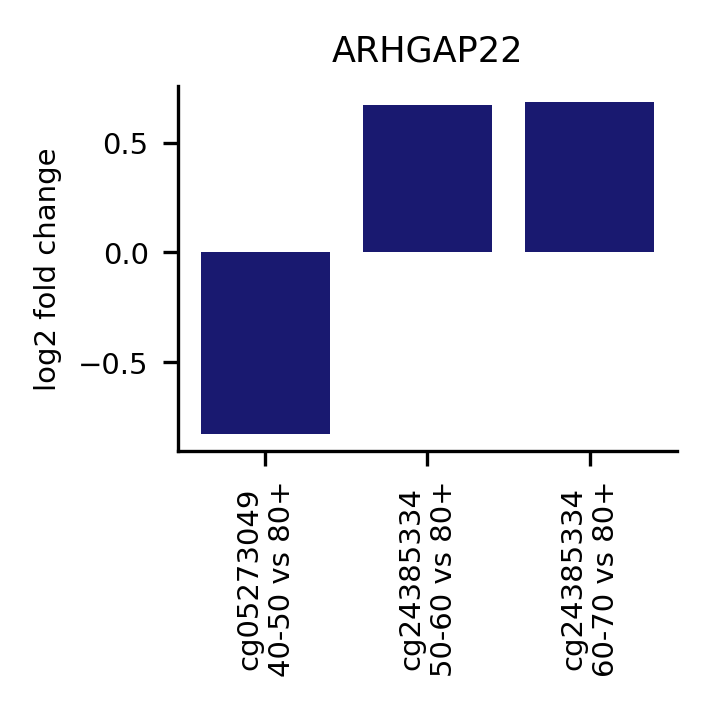 ARHGAP22
log2 fold change
0.5
0.0
−0.5
cg05273049
40-50 vs 80+
cg24385334
50-60 vs 80+
cg24385334
60-70 vs 80+